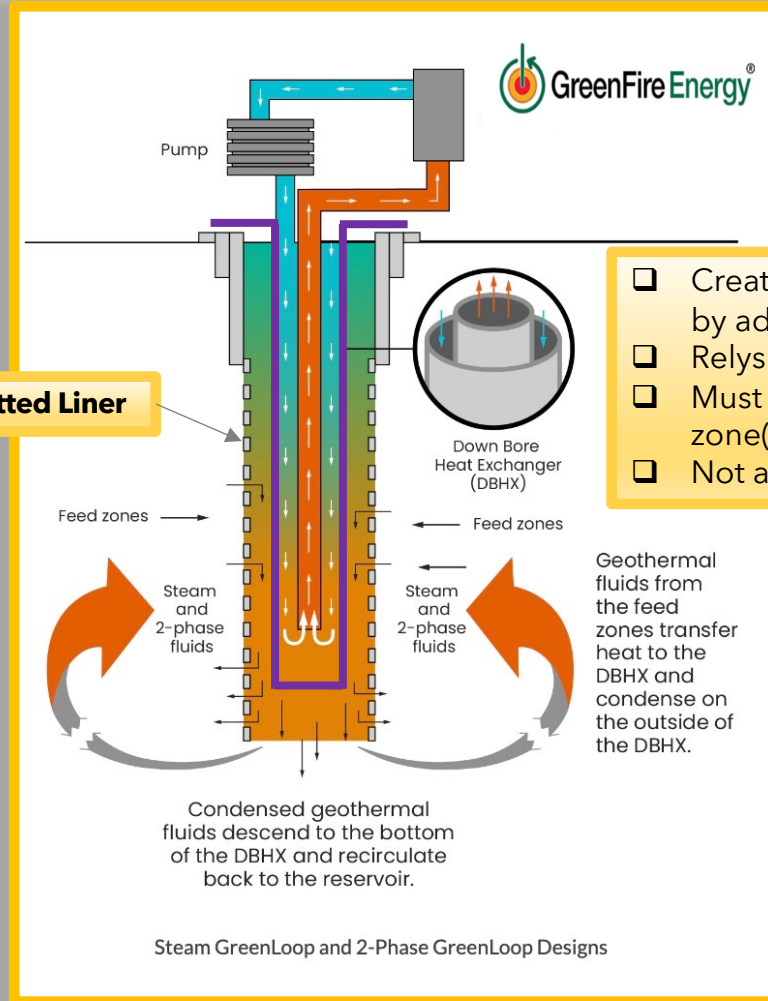 GreenFire Energy®
Pump
Creat
by ad
Relys
Must
zone(
Not a
tted Liner
Down Bore
Heat Exchanger
(DBHX)
Feed zones
Feed zones
Steam
and
2-phase
fluids
Steam
and
2-phase
fluids
Geothermal
fluids from
the feed
zones transfer
heat to the
DBHX and
condense on
the outside of
the DBHX.
Condensed geothermal
fluids descend to the bottom
of the DBHX and recirculate
back to the reservoir.
Steam GreenLoop and 2-Phase GreenLoop Designs